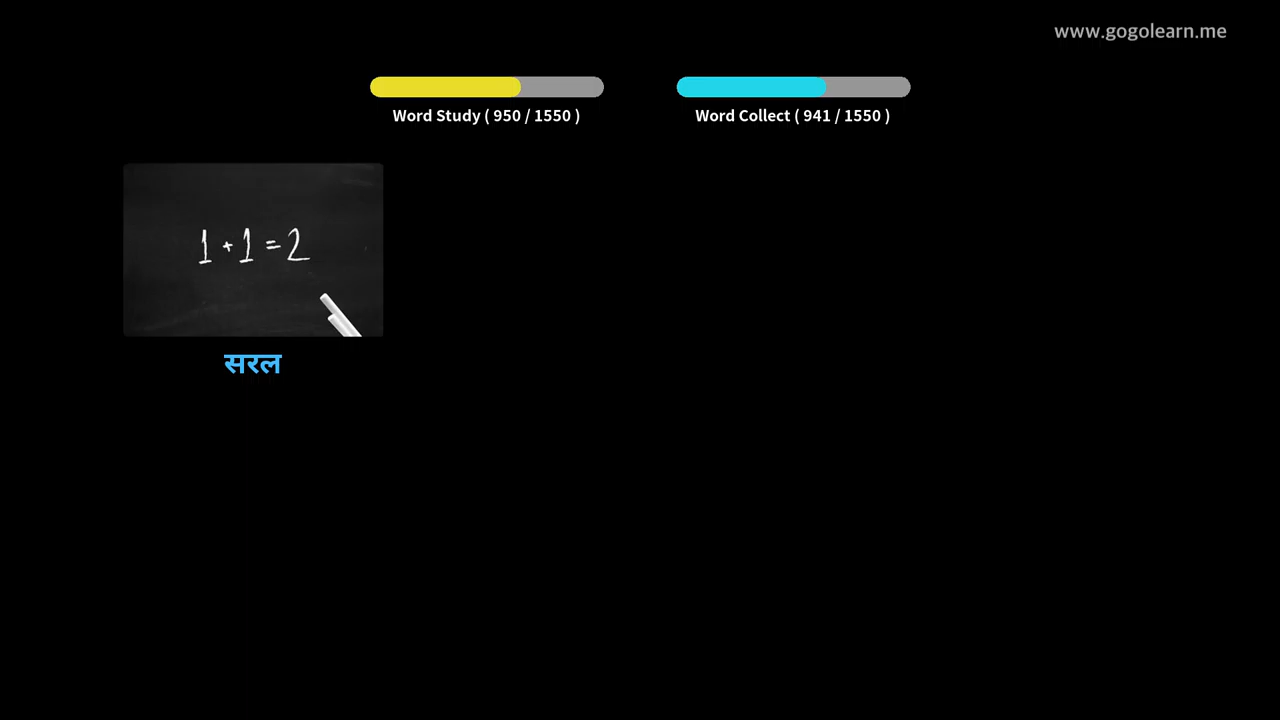 www.gogolearn.me
Word Study ( 950 / 1550 )
Word Collect ( 941 / 1550 )
1 + 1 = 2
सरल